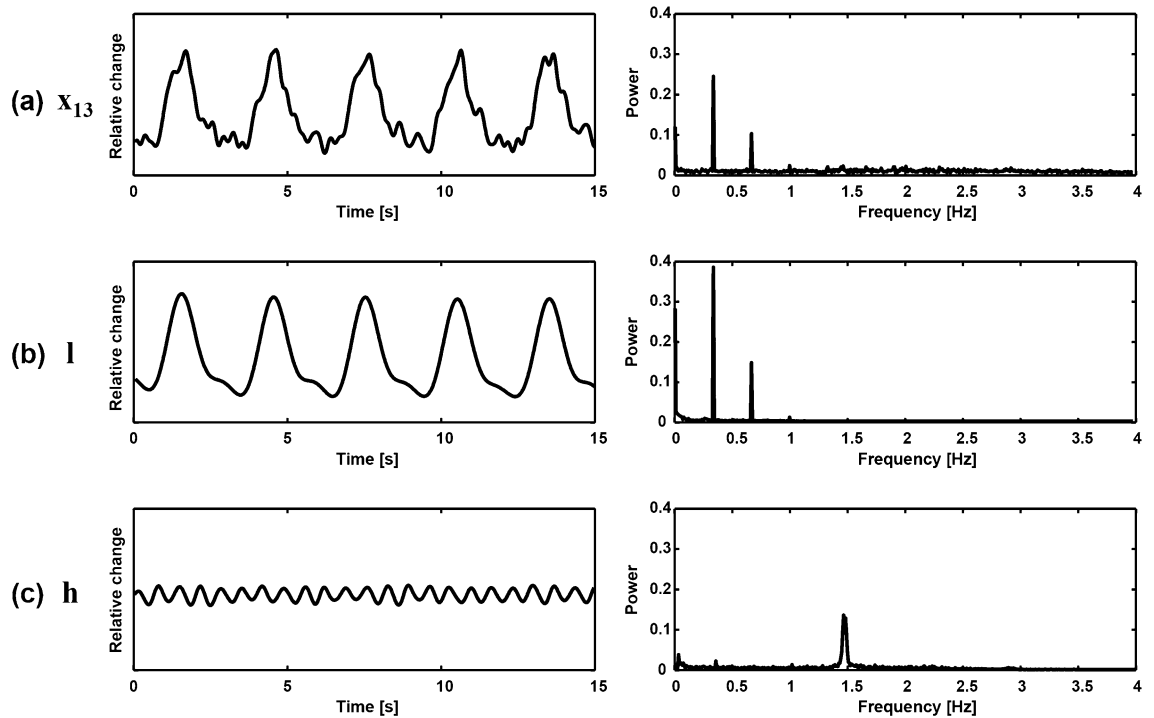 (a) x13
Relative change
0 5 10 15
Time [s]
Power
0.4
0.3
0.2
0.1
0
0 0.5 1 1.5 2 2.5 3 3.5 4
Frequency [Hz]
(b) l
Relative change
0 5 10 15
Time [s]
Power
0.4
0.3
0.2
0.1
0
0 0.5 1 1.5 2 2.5 3 3.5 4
Frequency [Hz]
(c) h
Relative change
0 5 10 15
Time [s]
Power
0.4
0.3
0.2
0.1
0
0 0.5 1 1.5 2 2.5 3 3.5 4
Frequency [Hz]